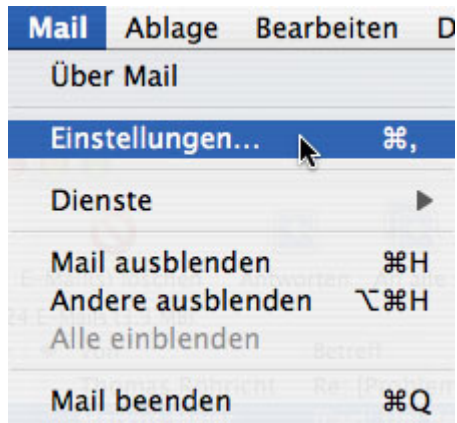 Mail Ablage Bearbeiten D
Über Mail
Einstellungen... ⌘,
Dienste
Mail ausblenden ⌘H
Andere ausblenden ⌥⌘H
Alle einblenden
Mail beenden ⌘Q